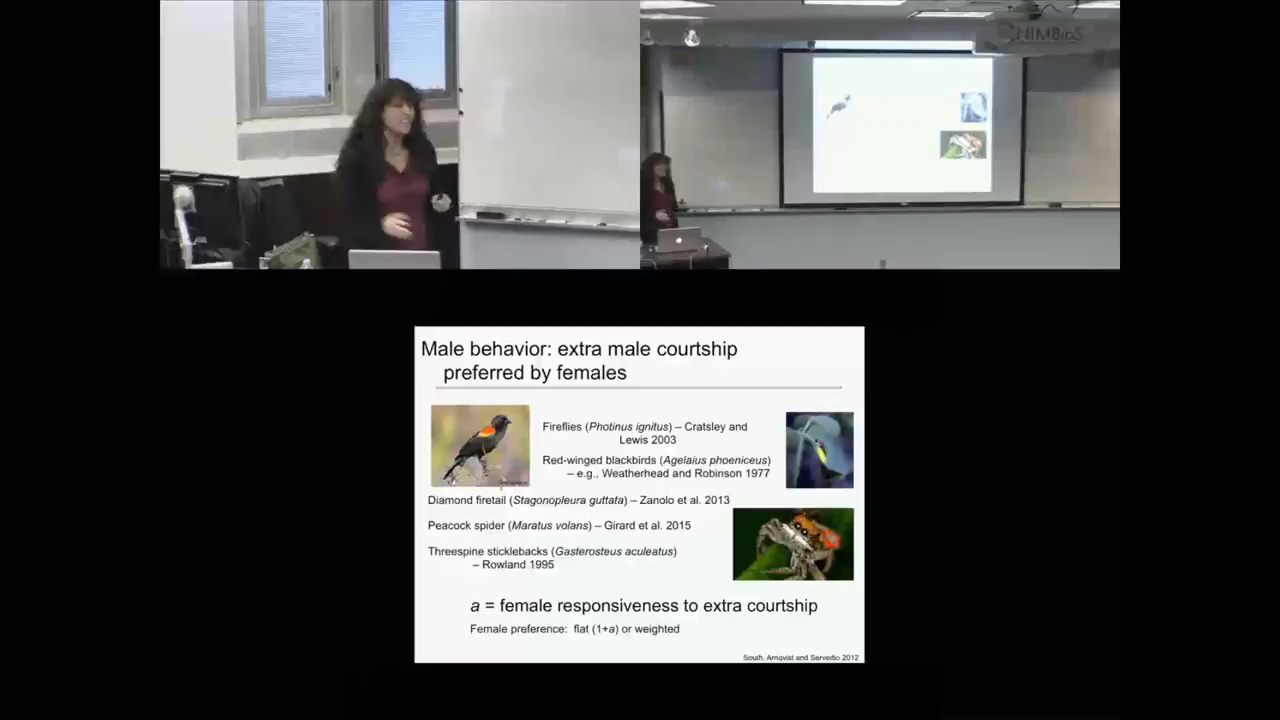 NIMBioS
Male behavior: extra male courtship
preferred by females
Fireflies (Photinus ignitus) – Cratsley and
Lewis 2003
Red-winged blackbirds (Agelaius phoeniceus)
– e.g., Weatherhead and Robinson 1977
Diamond firetail (Stagonopleura guttata) – Zanolo et al. 2013
Peacock spider (Maratus volans) – Girard et al. 2015
Threespine sticklebacks (Gasterosteus aculeatus)
– Rowland 1995
a = female responsiveness to extra courtship
Female preference: flat (1+a) or weighted
South, Arnqvist and Servedio 2012